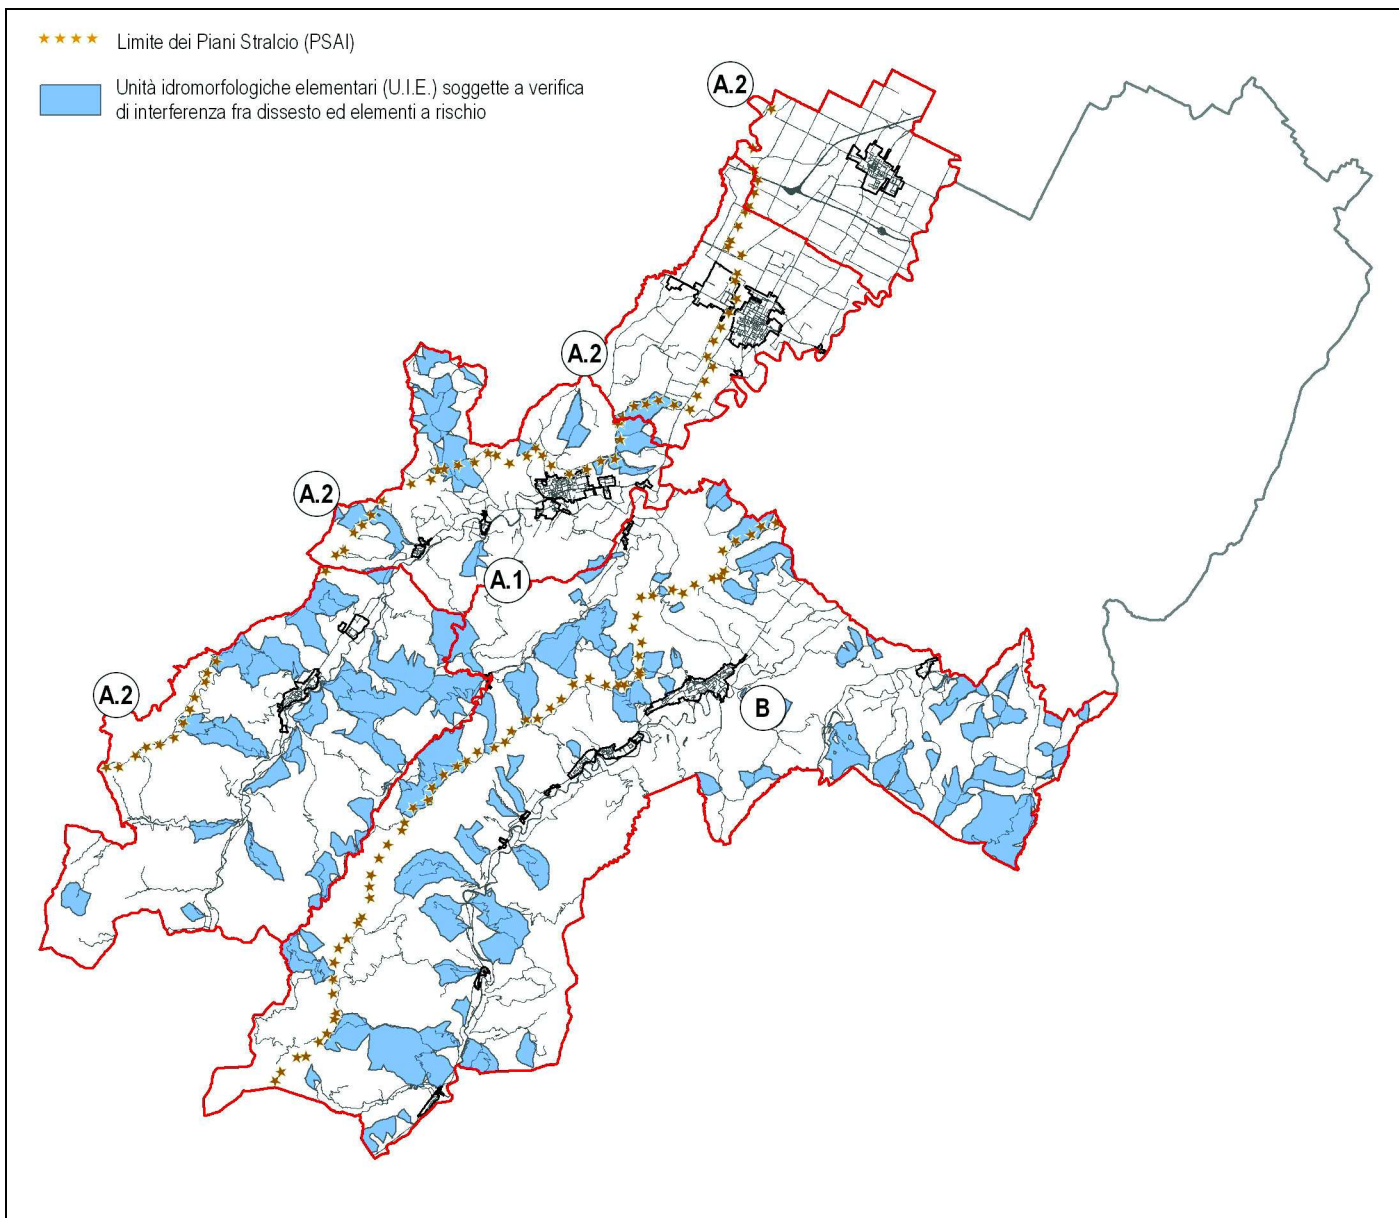 Limite dei Piani Stralcio (PSAI)
Unità idromorfologiche elementari (U.I.E.) soggette a verifica
di interferenza fra dissesto ed elementi a rischio
A.2
A.2
A.2
A.1
A.2
B